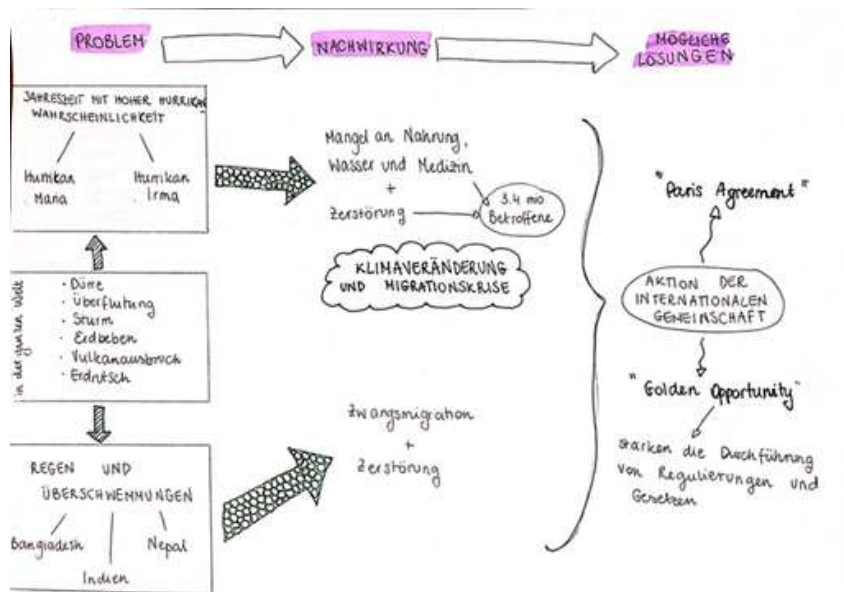 PROBLEM
NACHWIRKUNG
MÖGLICHE
LÖSUNGEN
JAHRESZEIT MIT HOHER HURRIKAN
WAHRSCHEINLICHKEIT
Hurrikan
Maria
Hurrikan
Irma
in der ganzen Welt
· Dürre
· Überflutung
· Sturm
· Erdbeben
· Vulkanausbruch
· Erdrutsch
REGEN UND
ÜBERSCHWEMMUNGEN
Bangladesh
Indien
Nepal
Mangel an Nahrung,
Wasser und Medizin
+
Zerstörung
3.4 mio
Betroffene
KLIMAVERÄNDERUNG
UND MIGRATIONSKRISE
Zwangsmigration
+
Zerstörung
"Paris Agreement"
AKTION DER
INTERNATIONALEN
GEMEINSCHAFT
"Golden Opportunity"
stärken die Durchführung
von Regulierungen und
Gesetzen